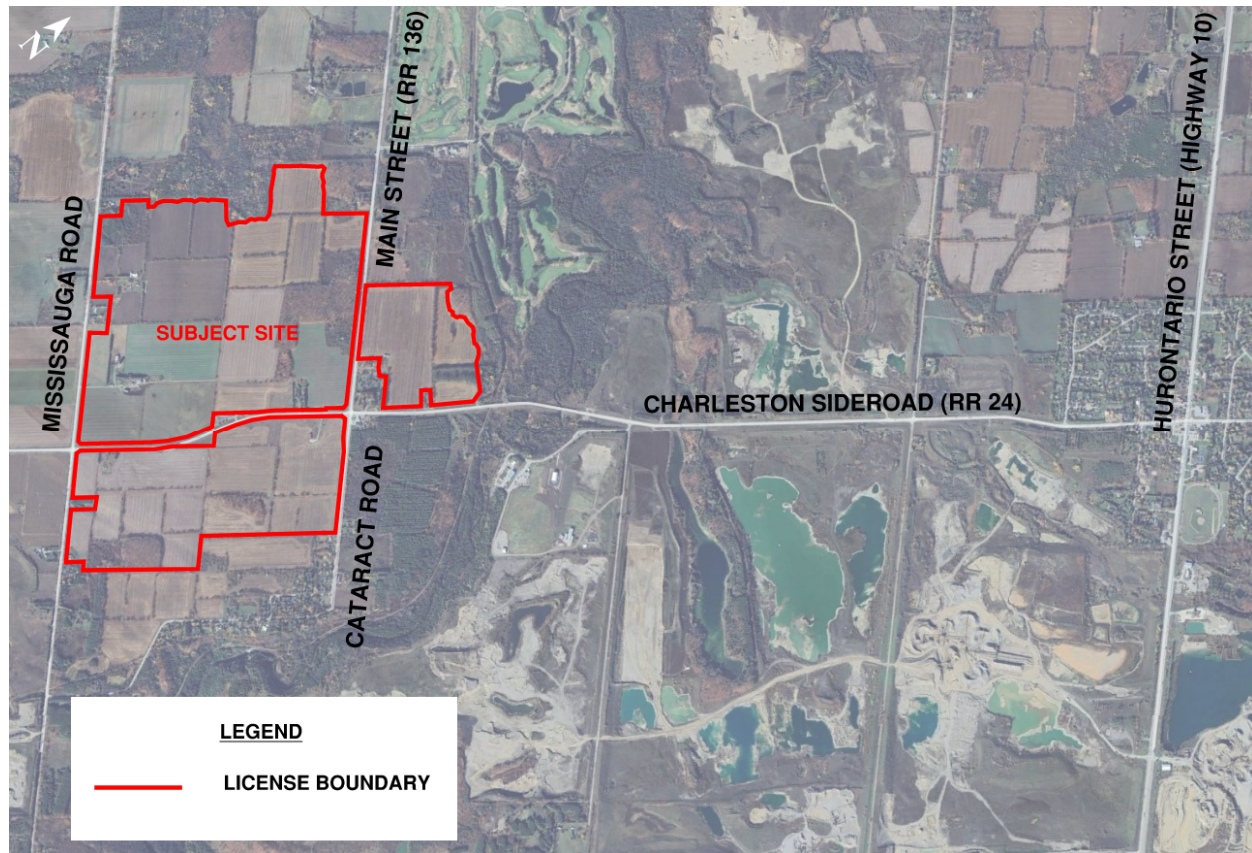 N
MISSISSAUGA ROAD
MAIN STREET (RR 136)
HURONTARIO STREET (HIGHWAY 10)
SUBJECT SITE
CHARLESTON SIDEROAD (RR 24)
CATARACT ROAD
LEGEND
LICENSE BOUNDARY